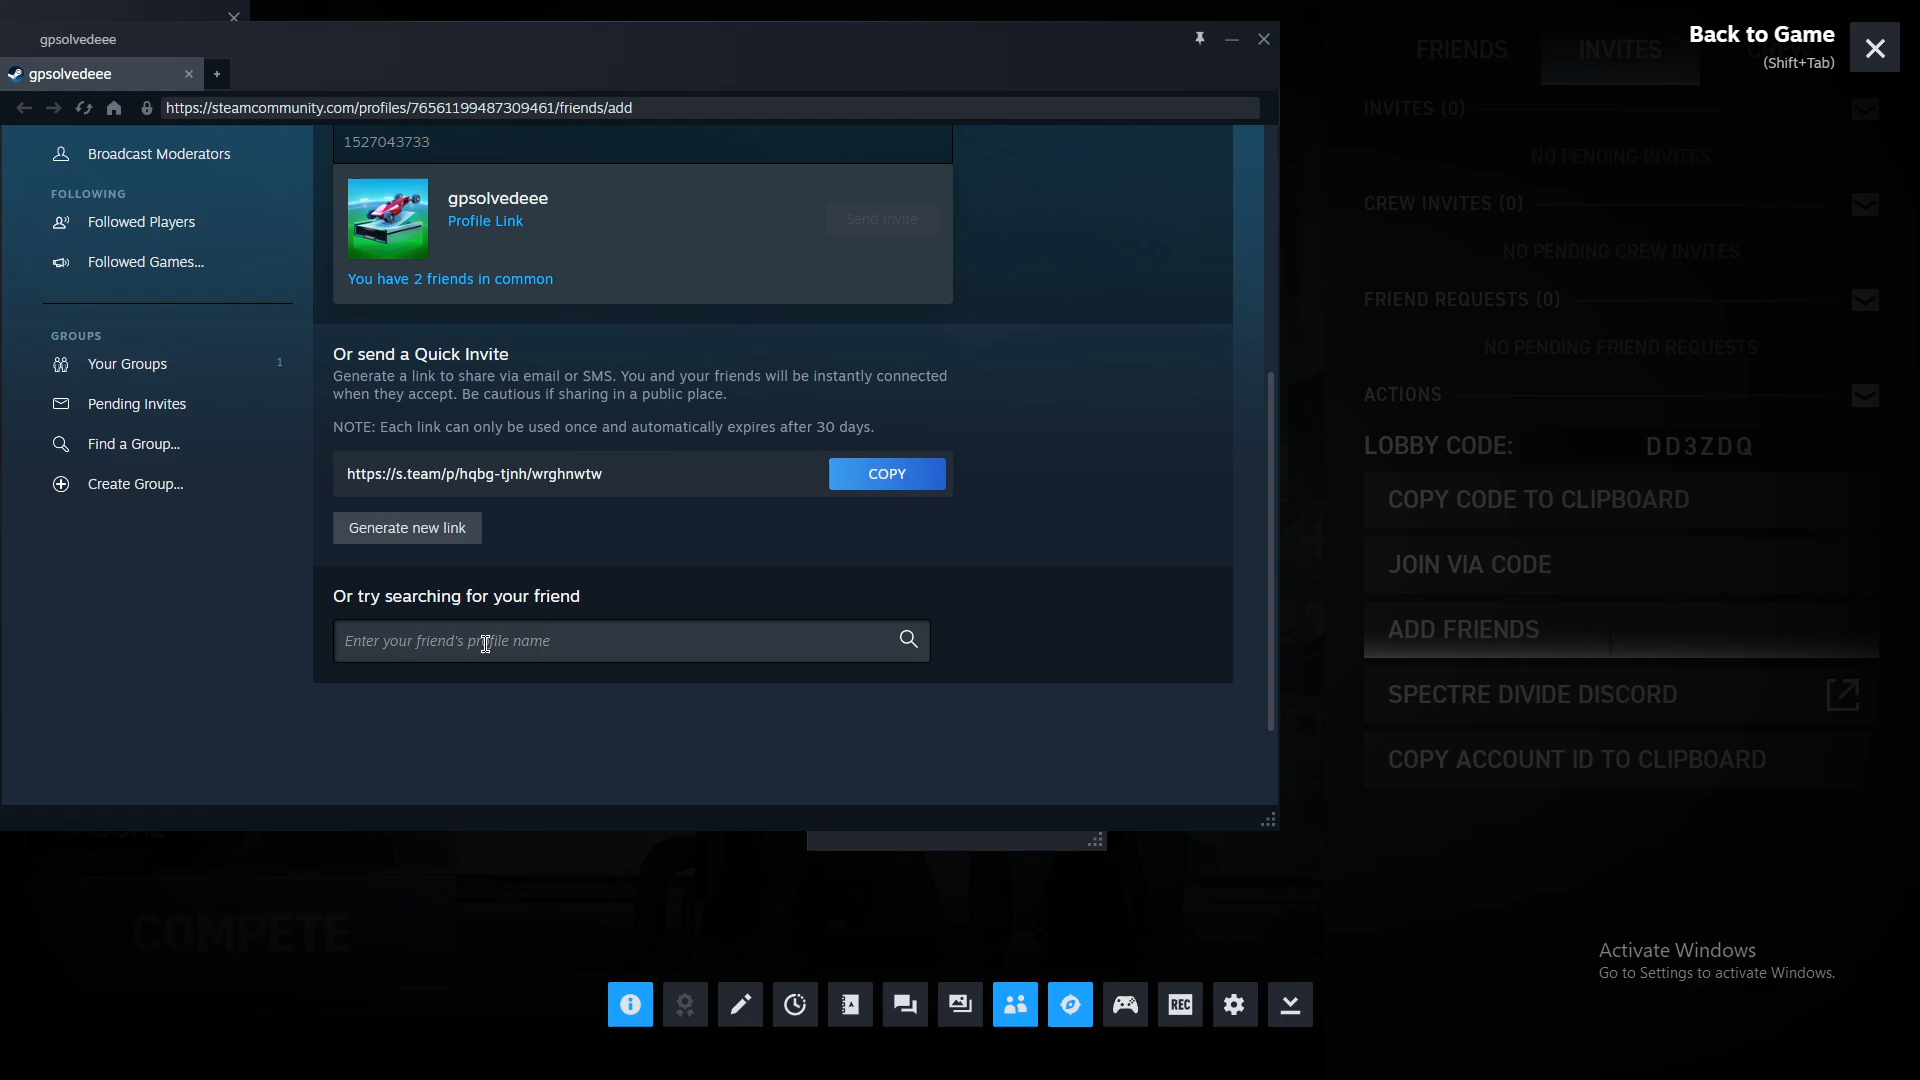 gpsolvedeee
gpsolvedeee
https://steamcommunity.com/profiles/76561199487309461/friends/add
Broadcast Moderators
FOLLOWING
Followed Players
Followed Games...
GROUPS
Your Groups 1
Pending Invites
Find a Group...
Create Group...
1527043733
gpsolvedeee
Profile Link
Send Invite
You have 2 friends in common
Or send a Quick Invite
Generate a link to share via email or SMS. You and your friends will be instantly connected
when they accept. Be cautious if sharing in a public place.
NOTE: Each link can only be used once and automatically expires after 30 days.
https://s.team/p/hqbg-tjnh/wrghnwtw
COPY
Generate new link
Or try searching for your friend
Enter your friend's profile name
Back to Game
(Shift+Tab)
FRIENDS INVITES CREW
INVITES (0)
NO PENDING INVITES
CREW INVITES (0)
NO PENDING CREW INVITES
FRIEND REQUESTS (0)
NO PENDING FRIEND REQUESTS
ACTIONS
LOBBY CODE: DD3ZDQ
COPY CODE TO CLIPBOARD
JOIN VIA CODE
ADD FRIENDS
SPECTRE DIVIDE DISCORD
COPY ACCOUNT ID TO CLIPBOARD
CASUAL
COMPETE
Activate Windows
Go to Settings to activate Windows.
REC